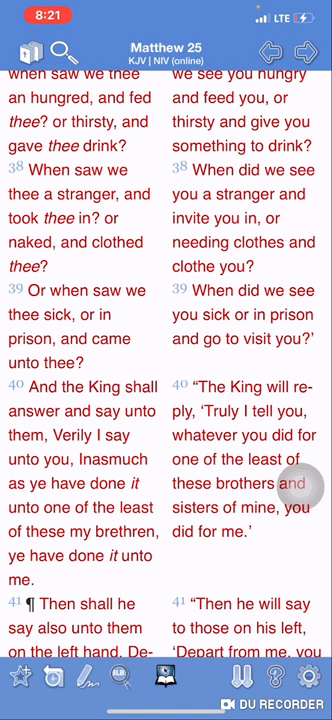 8:21
LTE
Matthew 25
KJV | NIV (online)
when saw we thee
an hungred, and fed
thee? or thirsty, and
gave thee drink?
38 When saw we
thee a stranger, and
took thee in? or
naked, and clothed
thee?
39 Or when saw we
thee sick, or in
prison, and came
unto thee?
40 And the King shall
answer and say unto
them, Verily I say
unto you, Inasmuch
as ye have done it
unto one of the least
of these my brethren,
ye have done it unto
me.
41 ¶ Then shall he
say also unto them
on the left hand, De-
we see you hungry
and feed you, or
thirsty and give you
something to drink?
38 When did we see
you a stranger and
invite you in, or
needing clothes and
clothe you?
39 When did we see
you sick or in prison
and go to visit you?’
40 “The King will re-
ply, ‘Truly I tell you,
whatever you did for
one of the least of
these brothers and
sisters of mine, you
did for me.’
41 “Then he will say
to those on his left,
‘Depart from me, you
BLB
DU RECORDER